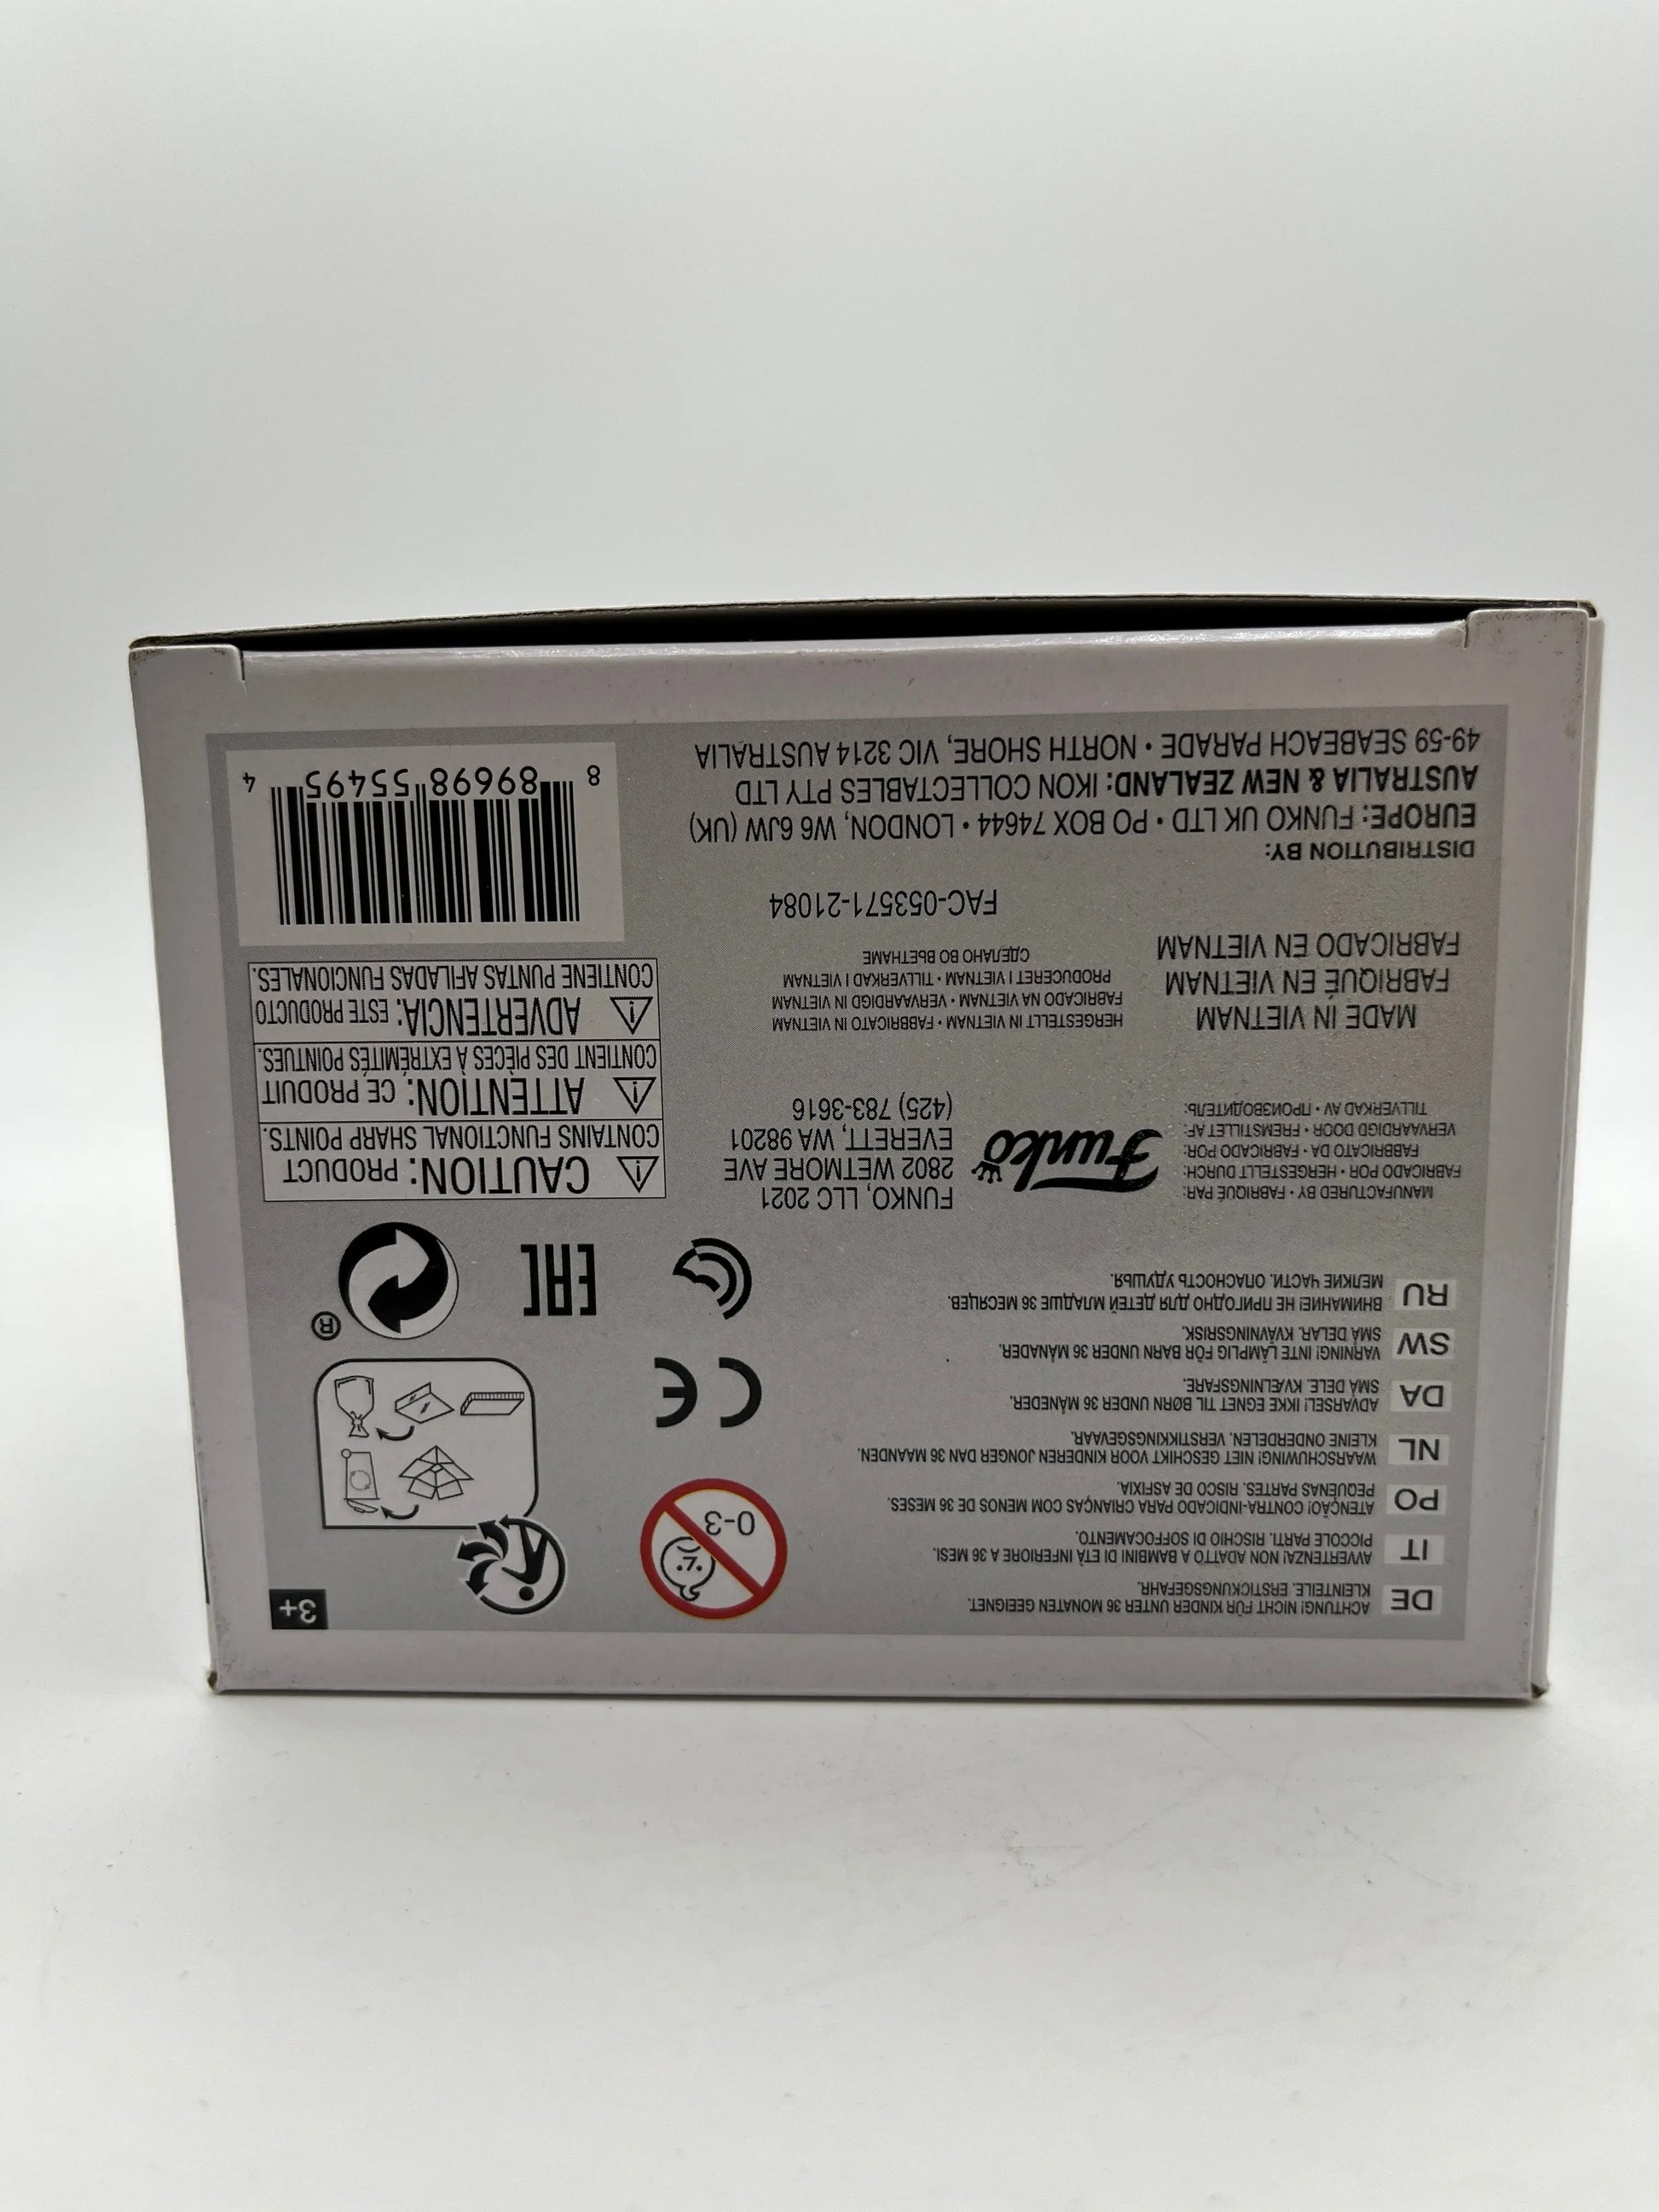 DE
ACHTUNG! NICHT FÜR KINDER UNTER 36 MONATEN GEEIGNET.
KLEINTEILE. ERSTICKUNGSGEFAHR.
IT
AVVERTENZA! NON ADATTO A BAMBINI DI ETÀ INFERIORE A 36 MESI.
PICCOLE PARTI. RISCHIO DI SOFFOCAMENTO.
PO
ATENÇÃO! CONTRA-INDICADO PARA CRIANÇAS COM MENOS DE 36 MESES.
PEQUENAS PARTES. RISCO DE ASFIXIA.
NL
WAARSCHUWING! NIET GESCHIKT VOOR KINDEREN JONGER DAN 36 MAANDEN.
KLEINE ONDERDELEN. VERSTIKKINGSGEVAAR.
DA
ADVARSEL! IKKE EGNET TIL BØRN UNDER 36 MÅNEDER.
SMÅ DELE. KVÆLNINGSFARE.
SW
VARNING! INTE LÄMPLIG FÖR BARN UNDER 36 MÅNADER.
SMÅ DELAR. KVÄVNINGSRISK.
RU
ВНИМАНИЕ! НЕ ПРИГОДНО ДЛЯ ДЕТЕЙ МЛАДШЕ 36 МЕСЯЦЕВ.
МЕЛКИЕ ЧАСТИ. ОПАСНОСТЬ УДУШЬЯ.
0-3
3+
CE
EAC
®
MANUFACTURED BY • FABRIQUÉ PAR:
FABRICADO POR • HERGESTELLT DURCH:
FABBRICATO DA • FABRICADO POR:
VERVAARDIGD DOOR • FREMSTILLET AF:
TILLVERKAD AV • ПРОИЗВОДИТЕЛЬ:
Funko
FUNKO, LLC 2021
2802 WETMORE AVE
EVERETT, WA 98201
(425) 783-3616
CAUTION: PRODUCT
CONTAINS FUNCTIONAL SHARP POINTS.
ATTENTION: CE PRODUIT
CONTIENT DES PIÈCES À EXTRÉMITÉS POINTUES.
ADVERTENCIA: ESTE PRODUCTO
CONTIENE PUNTAS AFILADAS FUNCIONALES.
MADE IN VIETNAM
FABRIQUÉ EN VIETNAM
FABRICADO EN VIETNAM
HERGESTELLT IN VIETNAM • FABBRICATO IN VIETNAM
FABRICADO NA VIETNAM • VERVAARDIGD IN VIETNAM
PRODUCERET I VIETNAM • TILLVERKAD I VIETNAM
СДЕЛАНО ВО ВЬЕТНАМЕ
FAC-053571-21084
DISTRIBUTION BY:
EUROPE: FUNKO UK LTD • PO BOX 74644 • LONDON, W6 6JW (UK)
AUSTRALIA & NEW ZEALAND: IKON COLLECTABLES PTY LTD
49-59 SEABEACH PARADE • NORTH SHORE, VIC 3214 AUSTRALIA
8 89698 55495 4